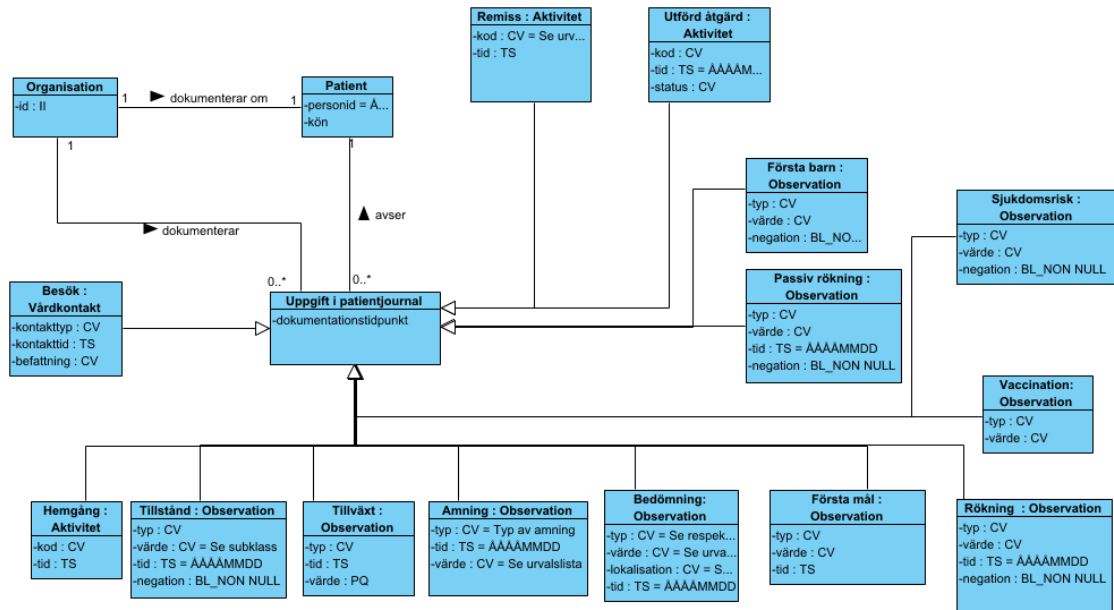 Remiss : Aktivitet
-kod : CV = Se urv...
-tid : TS
Utförd åtgärd :
Aktivitet
-kod : CV
-tid : TS = ÅÅÅÅM...
-status : CV
Organisation
-id : II
1
dokumenterar om
1
Patient
-personid = Å...
-kön
1
1
avser
dokumenterar
0..*
0..*
Första barn :
Observation
-typ : CV
-värde : CV
-negation : BL_NO...
Sjukdomsrisk :
Observation
-typ : CV
-värde : CV
-negation : BL_NON NULL
Besök :
Vårdkontakt
-kontakttyp : CV
-kontakttid : TS
-befattning : CV
Uppgift i patientjournal
-dokumentationstidpunkt
Passiv rökning :
Observation
-typ : CV
-värde : CV
-tid : TS = ÅÅÅÅMMDD
-negation : BL_NON NULL
Vaccination:
Observation
-typ : CV
-värde : CV
Hemgång :
Aktivitet
-kod : CV
-tid : TS
Tillstånd : Observation
-typ : CV
-värde : CV = Se subklass
-tid : TS = ÅÅÅÅMMDD
-negation : BL_NON NULL
Tillväxt :
Observation
-typ : CV
-tid : TS
-värde : PQ
Amning : Observation
-typ : CV = Typ av amning
-tid : TS = ÅÅÅÅMMDD
-värde : CV = Se urvalslista
Bedömning:
Observation
-typ : CV = Se respek...
-värde : CV = Se urva...
-lokalisation : CV = S...
-tid : TS = ÅÅÅÅMMDD
Första mål :
Observation
-typ : CV
-värde : CV
-tid : TS
Rökning : Observation
-typ : CV
-värde : CV
-tid : TS = ÅÅÅÅMMDD
-negation : BL_NON NULL